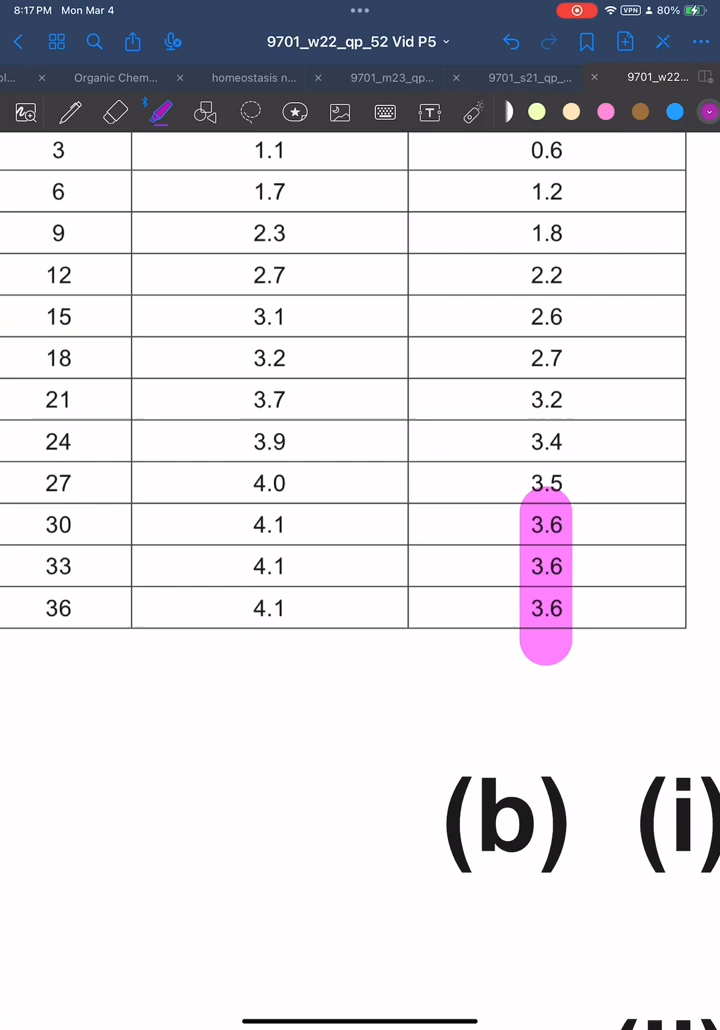 8:17 PM Mon Mar 4 VPN 80%
9701_w22_qp_52 Vid P5
ol... × Organic Chem... × homeostasis n... × 9701_m23_qp... × 9701_s21_qp_... × 9701_w22...
T
3 1.1 0.6
6 1.7 1.2
9 2.3 1.8
12 2.7 2.2
15 3.1 2.6
18 3.2 2.7
21 3.7 3.2
24 3.9 3.4
27 4.0 3.5
30 4.1 3.6
33 4.1 3.6
36 4.1 3.6
(b) (i)